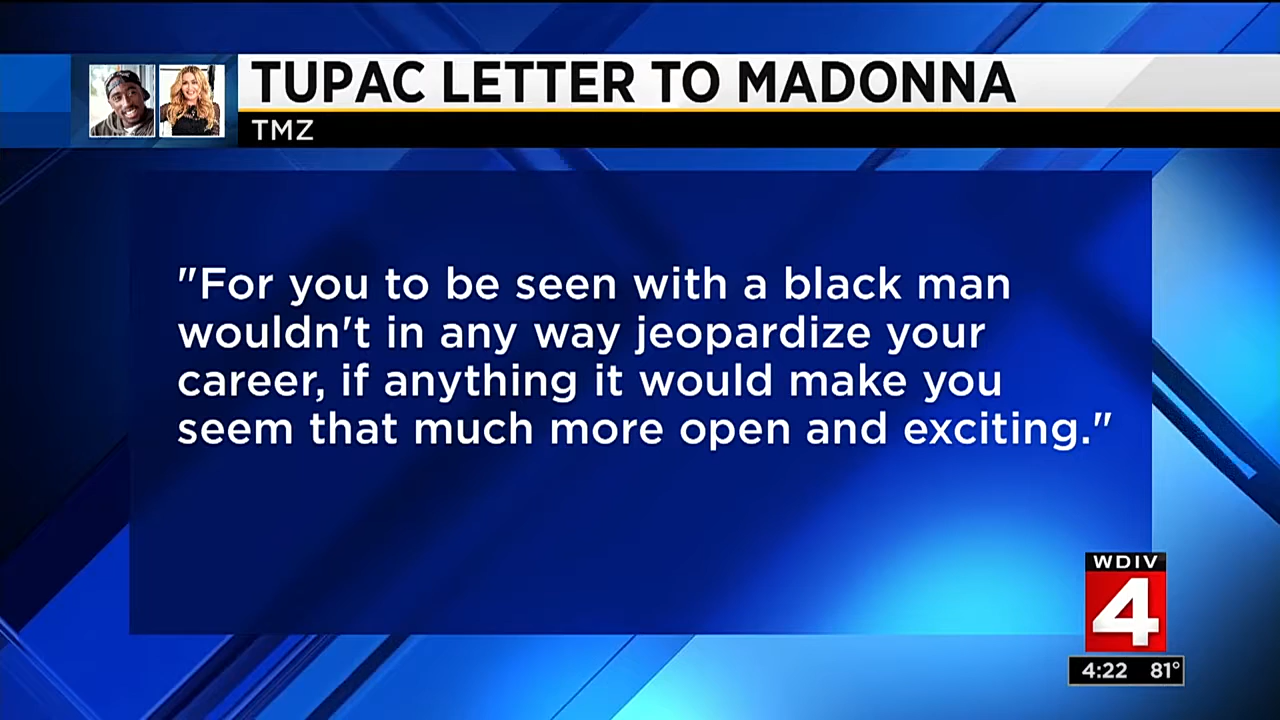 TUPAC LETTER TO MADONNA
TMZ
"For you to be seen with a black man
wouldn't in any way jeopardize your
career, if anything it would make you
seem that much more open and exciting."
WDIV
4
4:22 81°